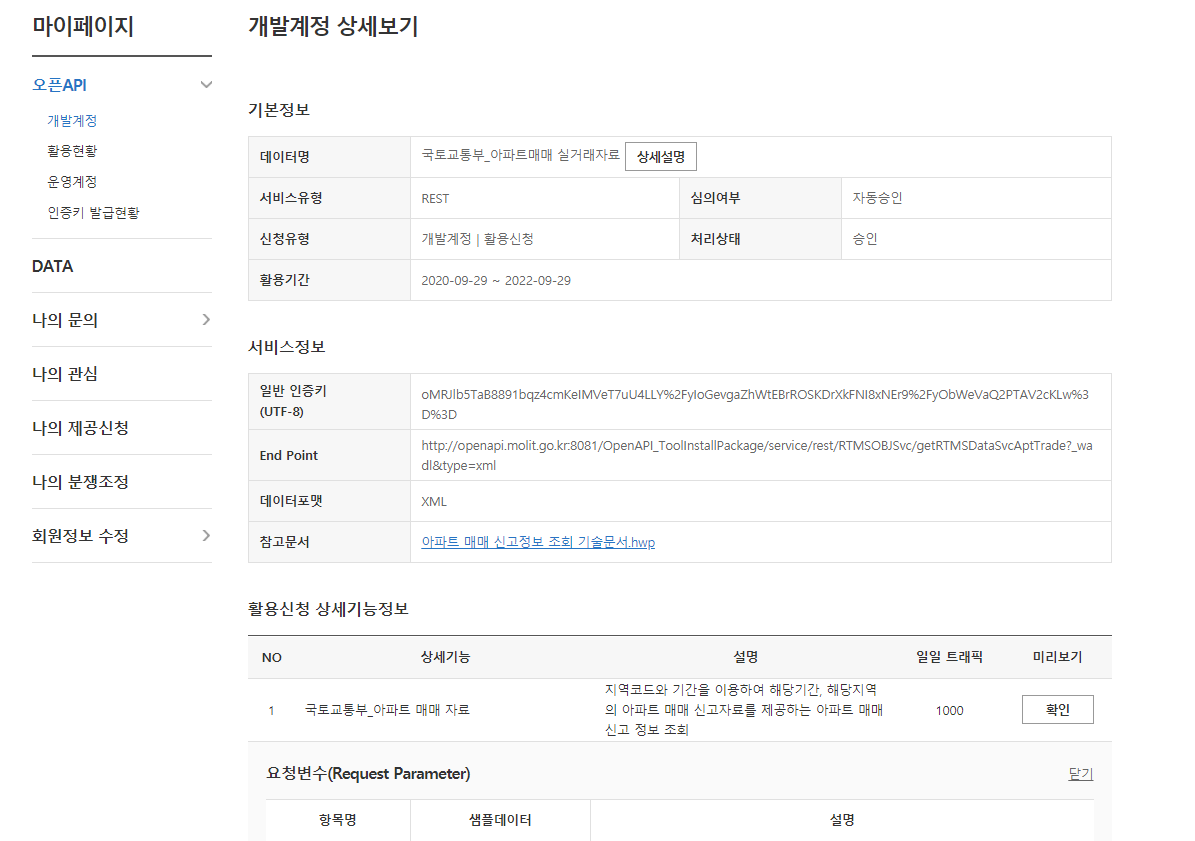 마이페이지
오픈API
개발계정
활용현황
운영계정
인증키 발급현황
DATA
나의 문의
나의 관심
나의 제공신청
나의 분쟁조정
회원정보 수정
개발계정 상세보기
기본정보
데이터명 국토교통부_아파트매매 실거래자료 상세설명
서비스유형 REST 심의여부 자동승인
신청유형 개발계정 | 활용신청 처리상태 승인
활용기간 2020-09-29 ~ 2022-09-29
서비스정보
일반 인증키
(UTF-8)
oMRJlb5TaB8891bqz4cmKeIMVeT7uU4LLY%2FyIoGevgaZhWtEBrROSKDrXkFNI8xNEr9%2FyObWeVaQ2PTAV2cKLw%3
D%3D
End Point
http://openapi.molit.go.kr:8081/OpenAPI_ToolInstallPackage/service/rest/RTMSOBJSvc/getRTMSDataSvcAptTrade?_wa
dl&type=xml
데이터포맷 XML
참고문서 아파트 매매 신고정보 조회 기술문서.hwp
활용신청 상세기능정보
NO 상세기능 설명 일일 트래픽 미리보기
1 국토교통부_아파트 매매 자료
지역코드와 기간을 이용하여 해당기간, 해당지역
의 아파트 매매 신고자료를 제공하는 아파트 매매
신고 정보 조회
1000 확인
요청변수(Request Parameter) 닫기
항목명 샘플데이터 설명